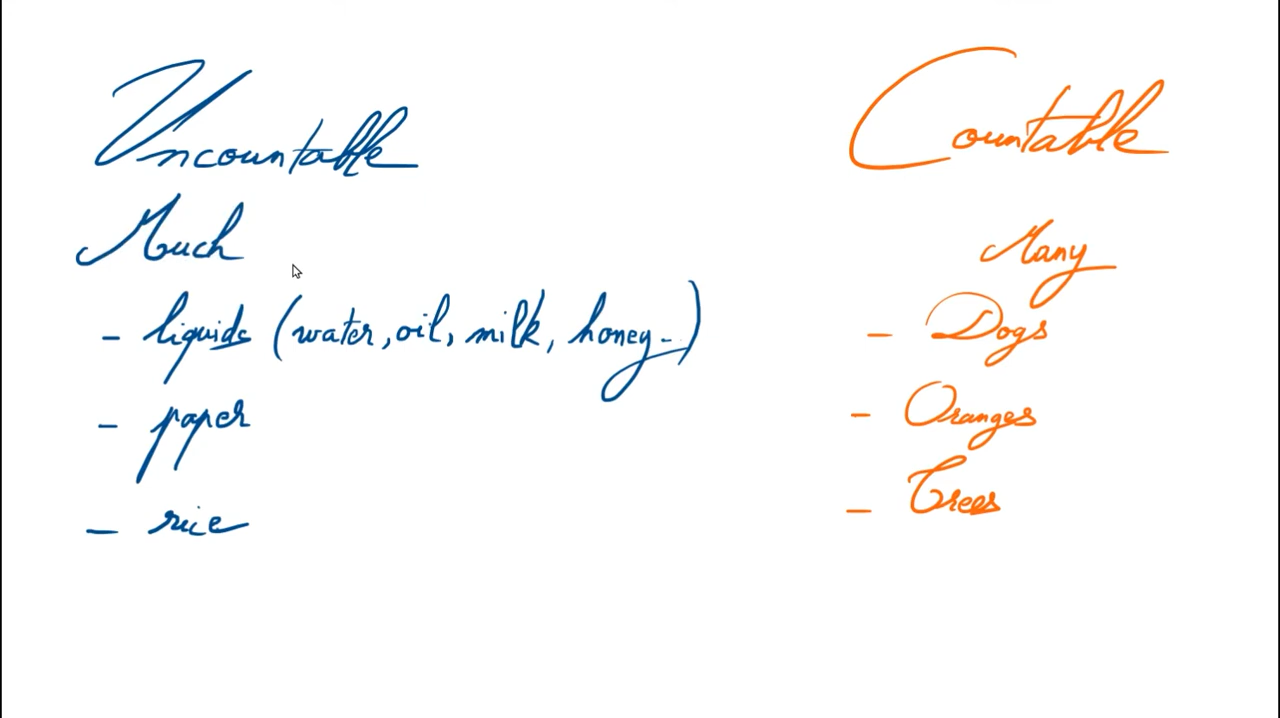 Uncountable
Much
- liquids (water, oil, milk, honey..)
- paper
- rice
Countable
Many
- Dogs
- Oranges
- Trees